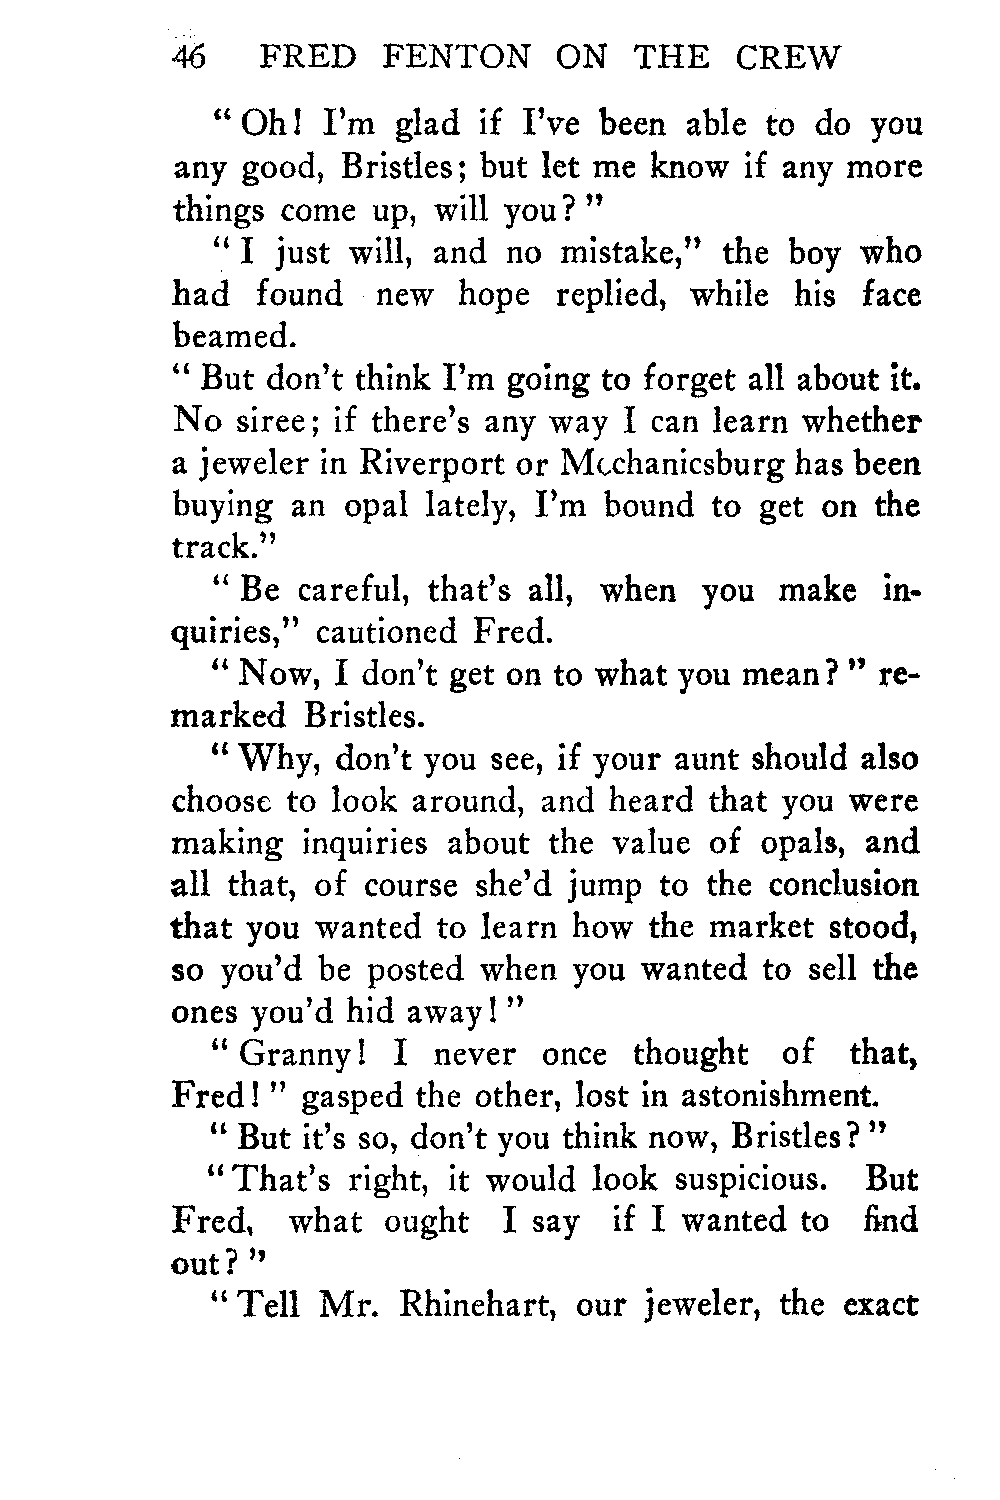 46 FRED FENTON ON THE CREW
" Oh! I'm glad if I've been able to do you
any good, Bristles; but let me know if any more
things come up, will you? "
" I just will, and no mistake," the boy who
had found new hope replied, while his face
beamed.
" But don't think I'm going to forget all about it.
No siree; if there's any way I can learn whether
a jeweler in Riverport or Mechanicsburg has been
buying an opal lately, I'm bound to get on the
track."
" Be careful, that's all, when you make in-
quiries," cautioned Fred.
" Now, I don't get on to what you mean? " re-
marked Bristles.
" Why, don't you see, if your aunt should also
choose to look around, and heard that you were
making inquiries about the value of opals, and
all that, of course she'd jump to the conclusion
that you wanted to learn how the market stood,
so you'd be posted when you wanted to sell the
ones you'd hid away! "
" Granny! I never once thought of that,
Fred! " gasped the other, lost in astonishment.
" But it's so, don't you think now, Bristles? "
" That's right, it would look suspicious. But
Fred, what ought I say if I wanted to find
out? "
" Tell Mr. Rhinehart, our jeweler, the exact